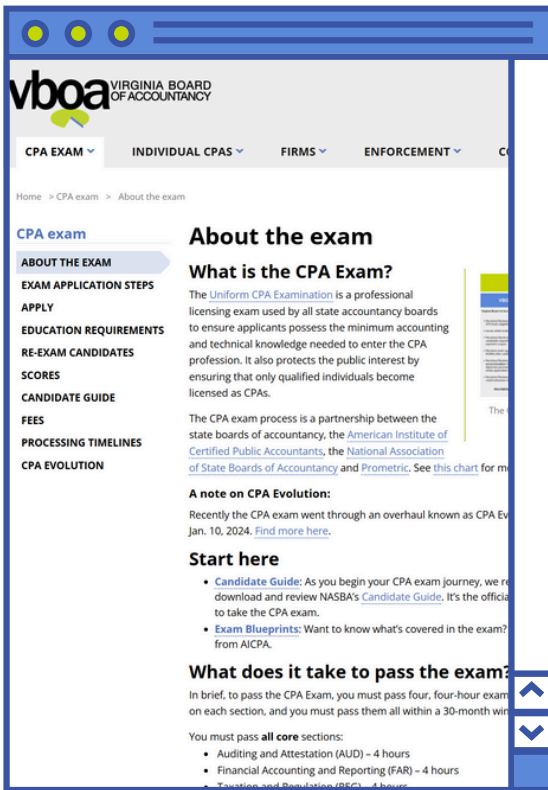 vboa VIRGINIA BOARD
OF ACCOUNTANCY
CPA EXAM INDIVIDUAL CPAS FIRMS ENFORCEMENT
Home > CPA exam > About the exam
CPA exam
ABOUT THE EXAM
EXAM APPLICATION STEPS
APPLY
EDUCATION REQUIREMENTS
RE-EXAM CANDIDATES
SCORES
CANDIDATE GUIDE
FEES
PROCESSING TIMELINES
CPA EVOLUTION
About the exam
What is the CPA Exam?
The Uniform CPA Examination is a professional
licensing exam used by all state accountancy boards
to ensure applicants possess the minimum accounting
and technical knowledge needed to enter the CPA
profession. It also protects the public interest by
ensuring that only qualified individuals become
licensed as CPAs.
The CPA exam process is a partnership between the
state boards of accountancy, the American Institute of
Certified Public Accountants, the National Association
of State Boards of Accountancy and Prometric. See this chart for
A note on CPA Evolution:
Recently the CPA exam went through an overhaul known as CPA Ev
Jan. 10, 2024. Find more here.
Start here
• Candidate Guide: As you begin your CPA exam journey, we re
download and review NASBA's Candidate Guide. It's the officia
to take the CPA exam.
• Exam Blueprints: Want to know what's covered in the exam?
from AICPA.
What does it take to pass the exam?
In brief, to pass the CPA Exam, you must pass four, four-hour exam
on each section, and you must pass them all within a 30-month win
You must pass all core sections:
• Auditing and Attestation (AUD) – 4 hours
• Financial Accounting and Reporting (FAR) – 4 hours
• Taxation and Regulation (REG) – 4 hours